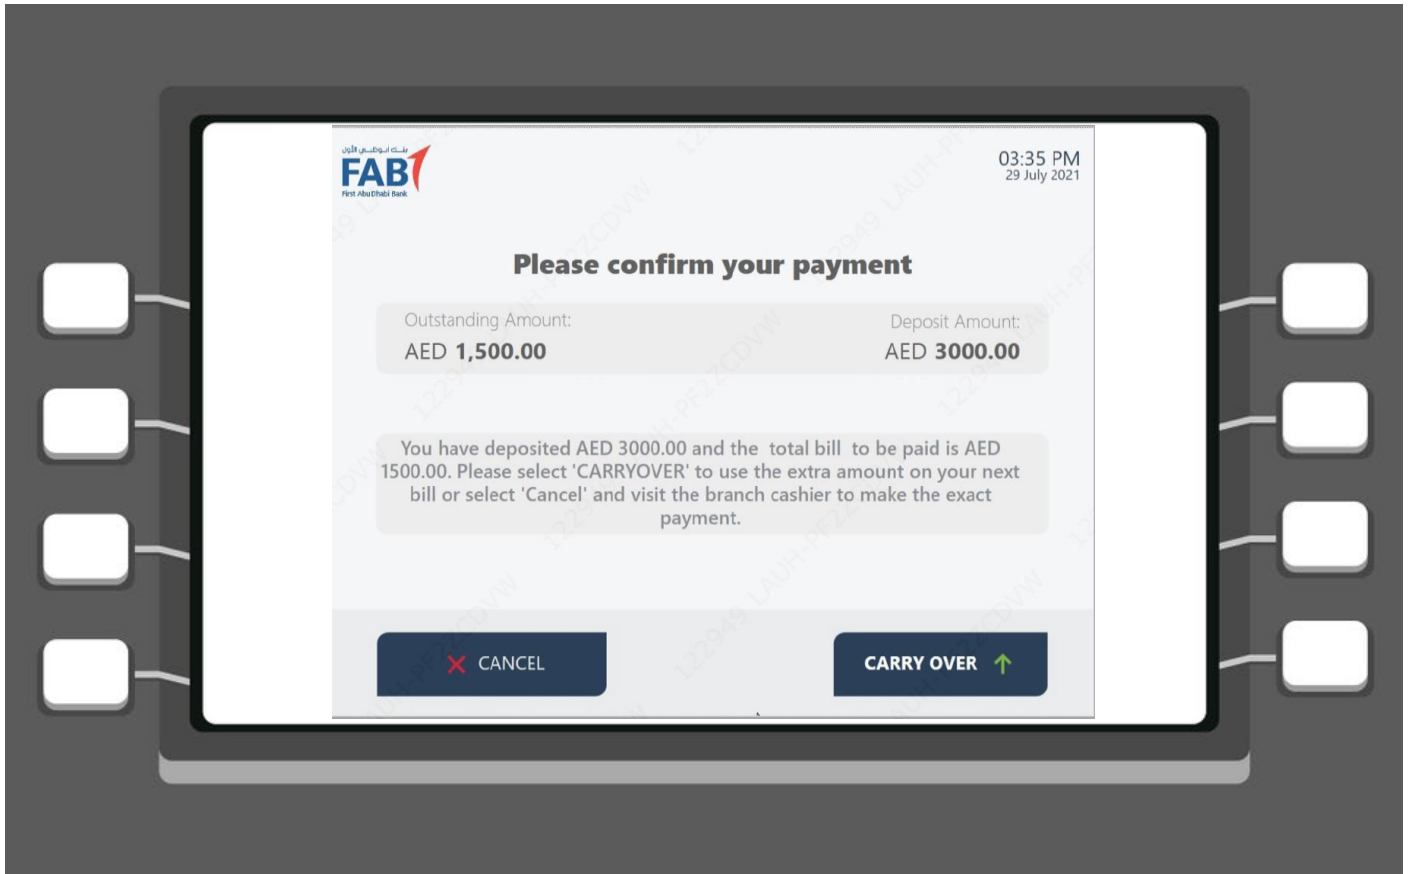 بنك أبوظبي الأول
FAB
First Abu Dhabi Bank
03:35 PM
29 July 2021
Please confirm your payment
Outstanding Amount:
AED 1,500.00
Deposit Amount:
AED 3000.00
You have deposited AED 3000.00 and the total bill to be paid is AED
1500.00. Please select 'CARRYOVER' to use the extra amount on your next
bill or select 'Cancel' and visit the branch cashier to make the exact
payment.
CANCEL
CARRY OVER
122949 LAUH-PF2ZCDVW